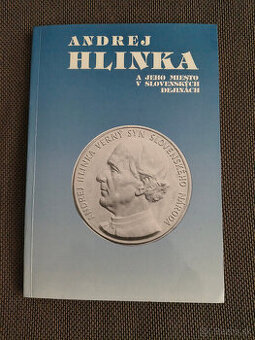 ANDREJ
HLINKA
A JEHO MIESTO
V SLOVENSKÝCH
DEJINÁCH
ANDREJ HLINKA VERNÝ SYN SLOVENSKÉHO NÁRODA